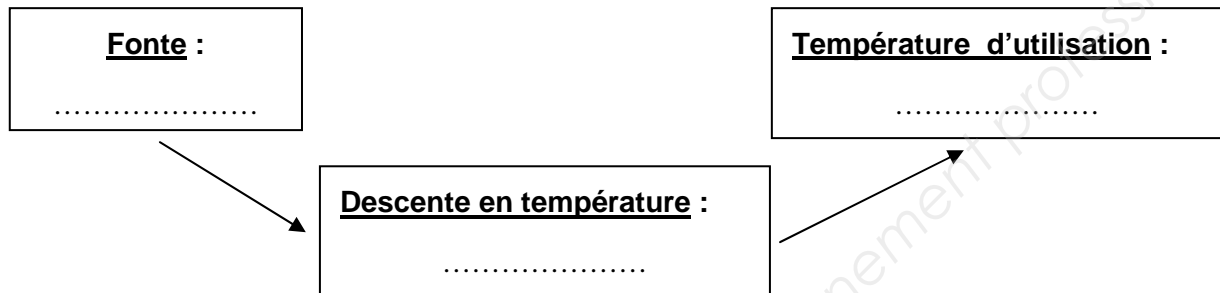 Fonte :
.....................
Température d'utilisation :
.....................
Descente en température :
.....................